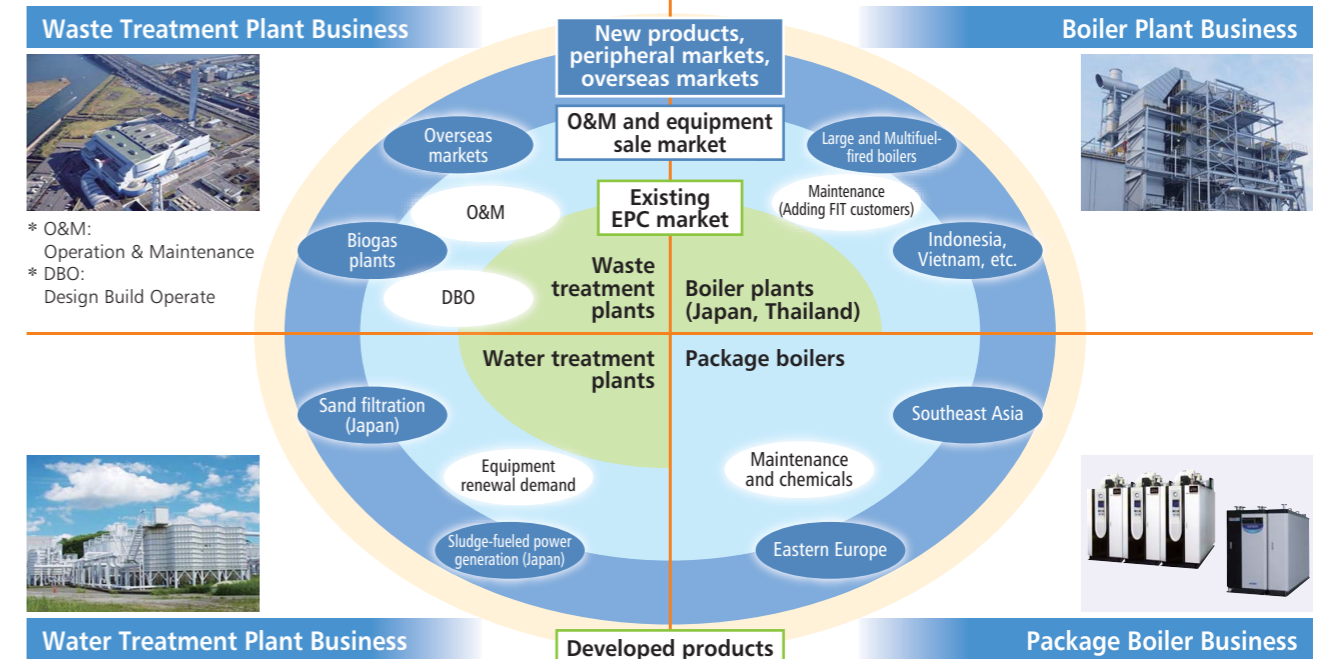 Waste Treatment Plant Business
Boiler Plant Business
New products,
peripheral markets,
overseas markets
O&M and equipment
sale market
Existing
EPC market
Overseas
markets
O&M
Biogas
plants
DBO
Waste
treatment
plants
Large and Multifuel-
fired boilers
Maintenance
(Adding FIT customers)
Indonesia,
Vietnam, etc.
Boiler plants
(Japan, Thailand)
* O&M:
Operation & Maintenance
* DBO:
Design Build Operate
Water treatment
plants
Package boilers
Sand filtration
(Japan)
Equipment
renewal demand
Sludge-fueled power
generation (Japan)
Southeast Asia
Maintenance
and chemicals
Eastern Europe
Water Treatment Plant Business
Developed products
Package Boiler Business